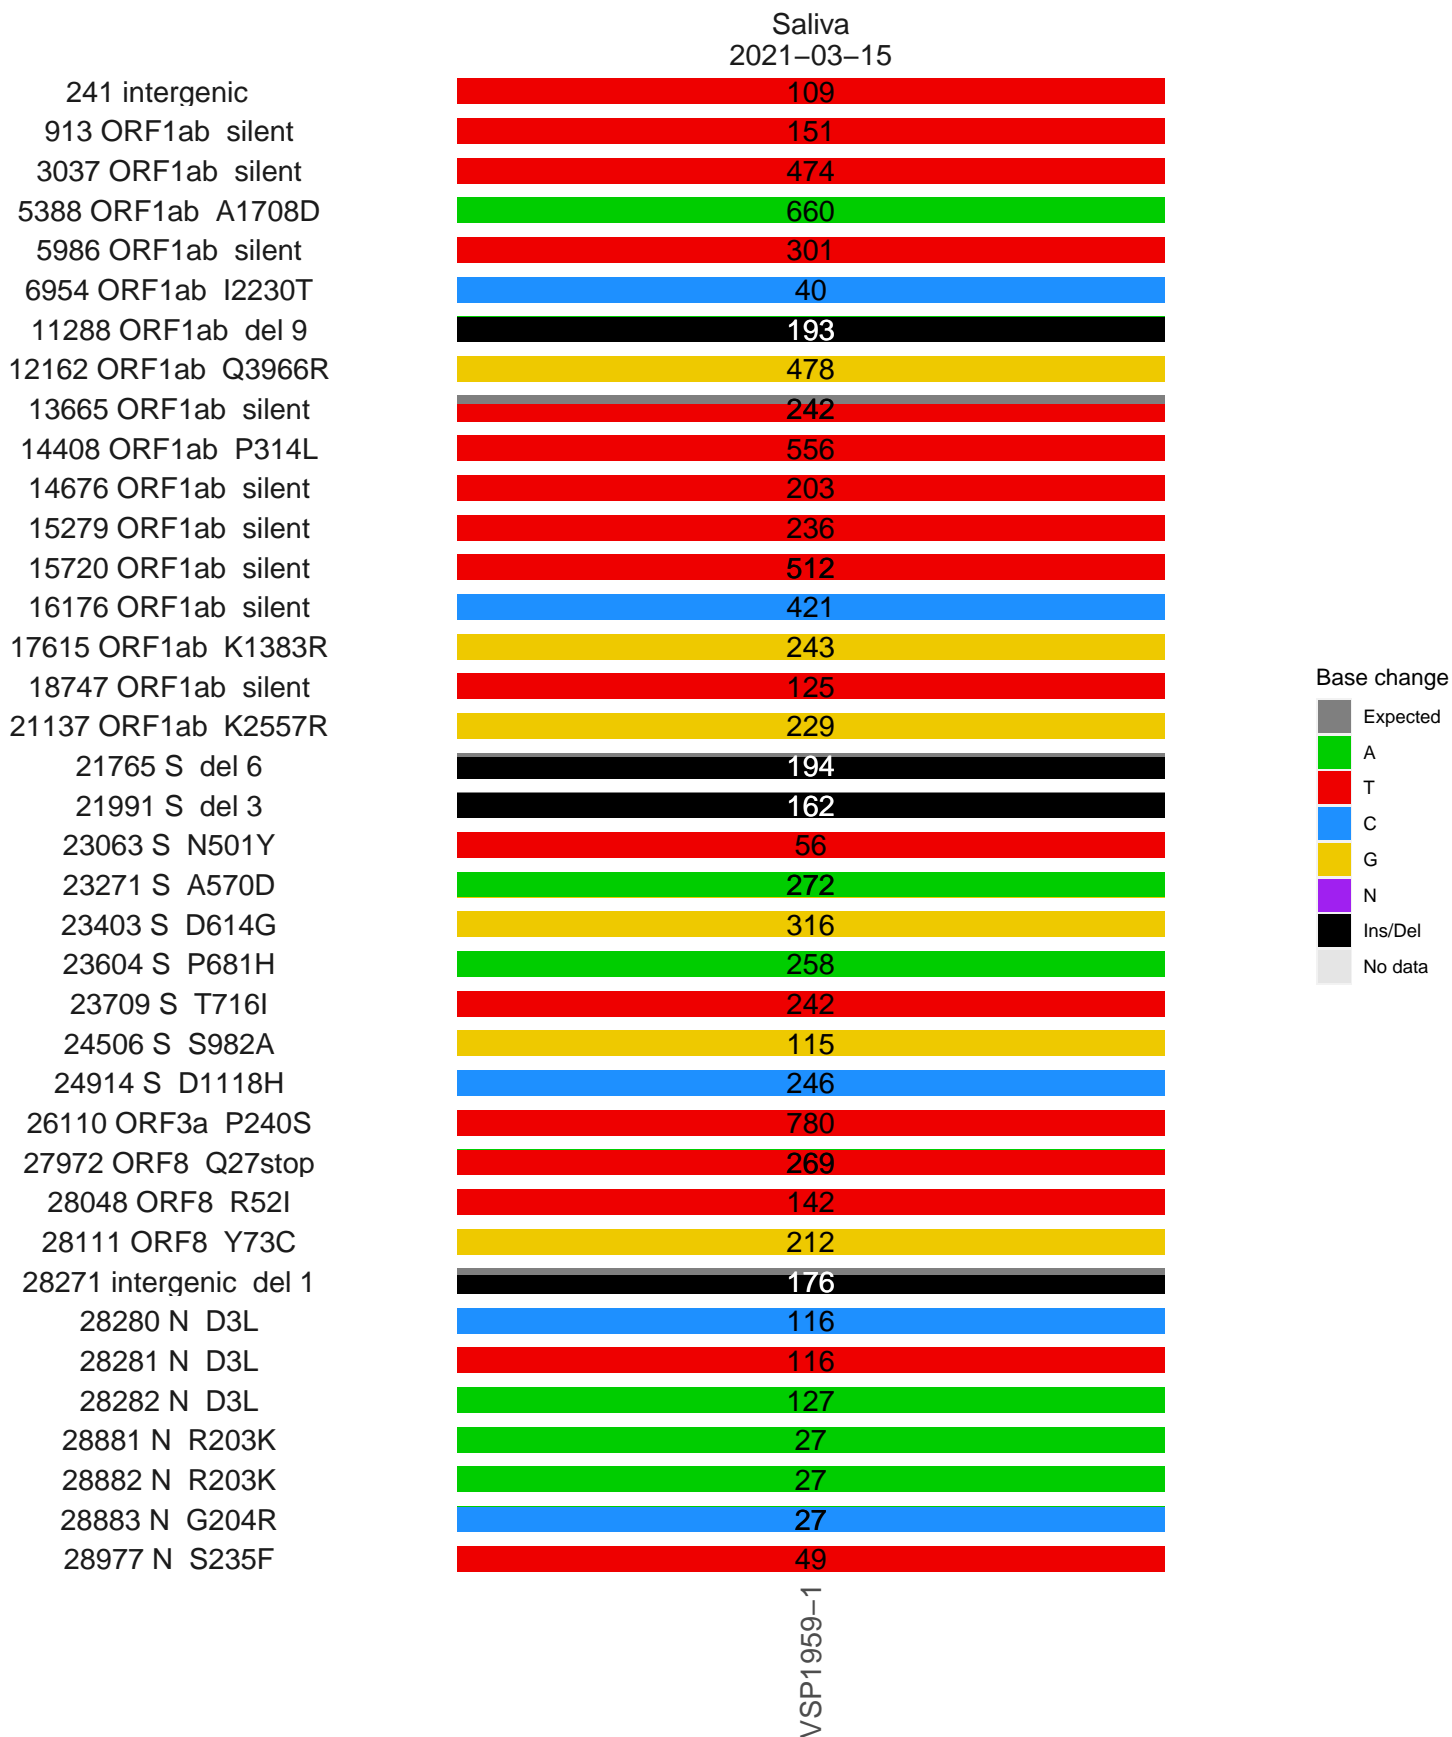 Saliva
2021−03−15
241 intergenic 109
913 ORF1ab silent 151
3037 ORF1ab silent 474
5388 ORF1ab A1708D 660
5986 ORF1ab silent 301
6954 ORF1ab I2230T 40
11288 ORF1ab del 9 193
12162 ORF1ab Q3966R 478
13665 ORF1ab silent 242
14408 ORF1ab P314L 556
14676 ORF1ab silent 203
15279 ORF1ab silent 236
15720 ORF1ab silent 512
16176 ORF1ab silent 421
17615 ORF1ab K1383R 243
18747 ORF1ab silent 125
21137 ORF1ab K2557R 229
21765 S del 6 194
21991 S del 3 162
23063 S N501Y 56
23271 S A570D 272
23403 S D614G 316
23604 S P681H 258
23709 S T716I 242
24506 S S982A 115
24914 S D1118H 246
26110 ORF3a P240S 780
27972 ORF8 Q27stop 269
28048 ORF8 R52I 142
28111 ORF8 Y73C 212
28271 intergenic del 1 176
28280 N D3L 116
28281 N D3L 116
28282 N D3L 127
28881 N R203K 27
28882 N R203K 27
28883 N G204R 27
28977 N S235F 49
VSP1959−1
Base change
Expected
A
T
C
G
N
Ins/Del
No data